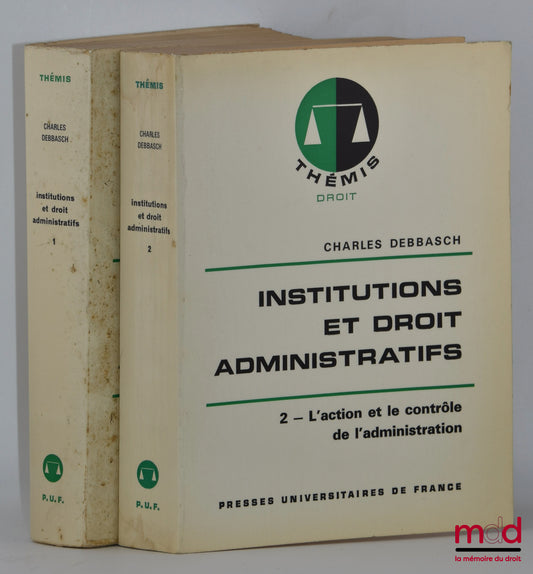 THÉMIS
CHARLES
DEBBASCH
institutions
et droit
administratifs
1
P.U.F.
THÉMIS
CHARLES
DEBBASCH
institutions
et droit
administratifs
2
P.U.F.
THÉMIS
DROIT
CHARLES DEBBASCH
INSTITUTIONS
ET DROIT
ADMINISTRATIFS
2 – L'action et le contrôle
de l'administration
PRESSES UNIVERSITAIRES DE FRANCE
mdd
la mémoire du droit